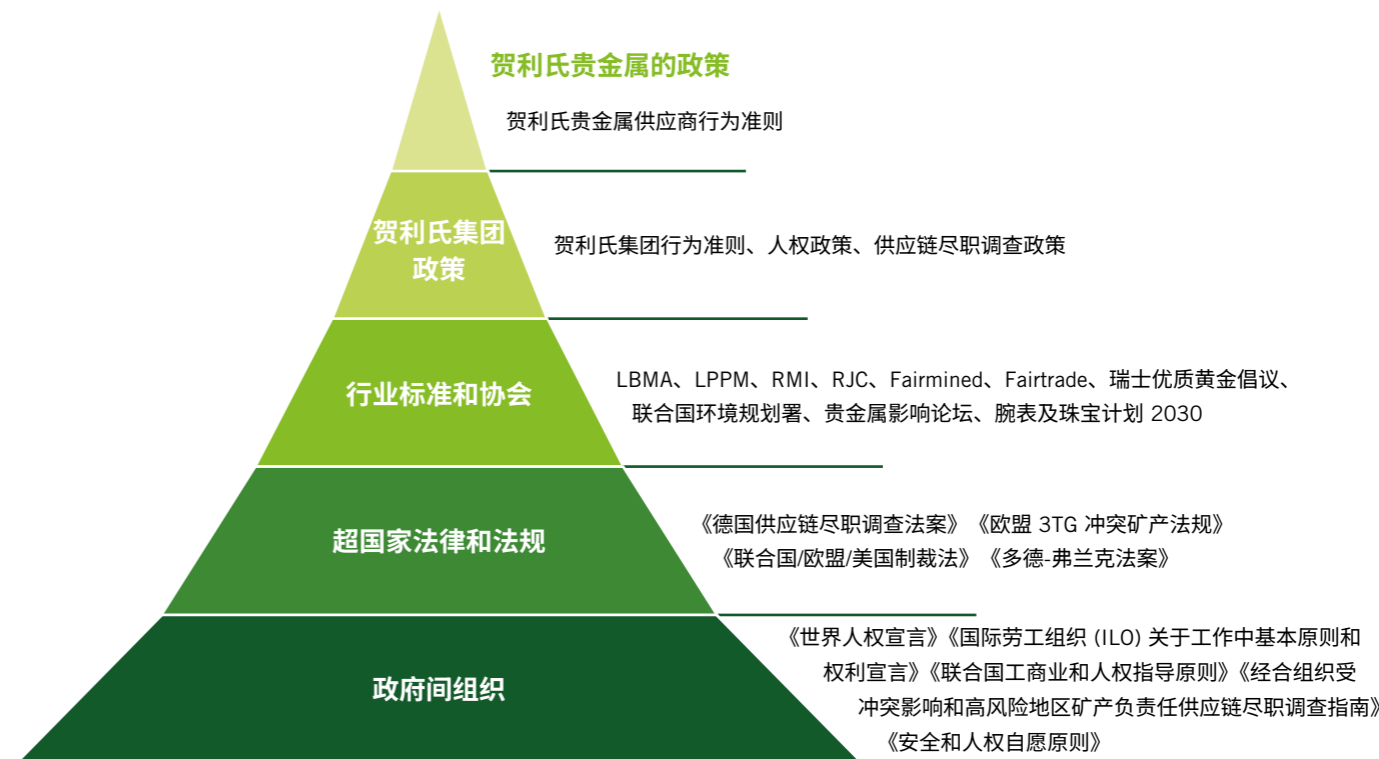 贺利氏贵金属的政策
贺利氏贵金属供应商行为准则
贺利氏集团
政策
贺利氏集团行为准则、人权政策、供应链尽职调查政策
行业标准和协会
LBMA、LPPM、RMI、RJC、Fairmined、Fairtrade、瑞士优质黄金倡议、
联合国环境规划署、贵金属影响论坛、腕表及珠宝计划 2030
超国家法律和法规
《德国供应链尽职调查法案》《欧盟 3TG 冲突矿产法规》
《联合国/欧盟/美国制裁法》《多德-弗兰克法案》
政府间组织
《世界人权宣言》《国际劳工组织 (ILO) 关于工作中基本原则和
权利宣言》《联合国工商业和人权指导原则》《经合组织受
冲突影响和高风险地区矿产负责任供应链尽职调查指南》
《安全和人权自愿原则》